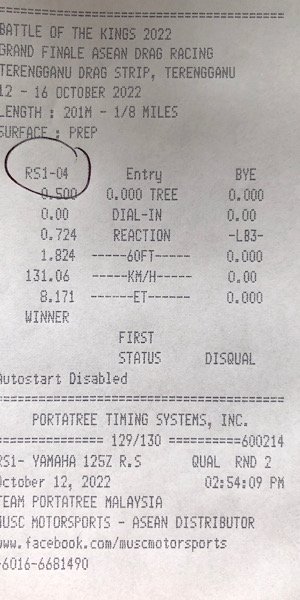 ==============================
BATTLE OF THE KINGS 2022
GRAND FINALE ASEAN DRAG RACING
TERENGGANU DRAG STRIP, TERENGGANU
12 - 16 OCTOBER 2022
LENGTH : 201M - 1/8 MILES
SURFACE : PREP
RS1-04 Entry BYE
0.500 0.000 TREE 0.000
0.00 DIAL-IN 0.00
0.724 REACTION -LB3-
1.824 -----60FT----- 0.000
131.06 -----KM/H----- 0.00
8.171 -------ET------ 0.000
WINNER
FIRST
STATUS DISQUAL
Autostart Disabled
==============================
PORTATREE TIMING SYSTEMS, INC.
=============== 129/130 ==========600214
RS1- YAMAHA 125Z R.S QUAL RND 2
October 12, 2022 02:54:09 PM
TEAM PORTATREE MALAYSIA
MUSC MOTORSPORTS - ASEAN DISTRIBUTOR
www.facebook.com/muscmotorsports
-6016-6681490